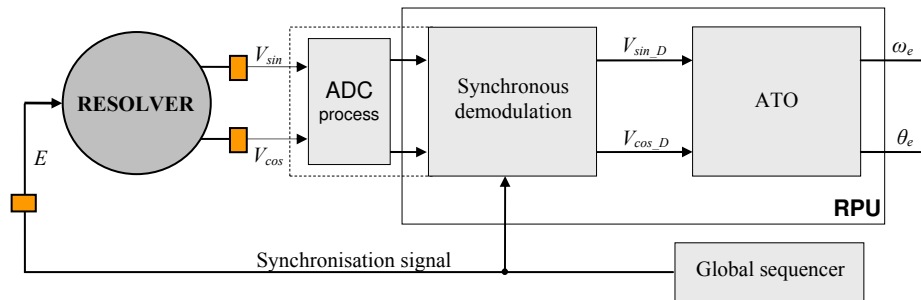 RESOLVER
V_sin
V_cos
E
ADC
process
Synchronous
demodulation
V_sin_D
V_cos_D
ATO
ω_e
θ_e
RPU
Synchronisation signal
Global sequencer